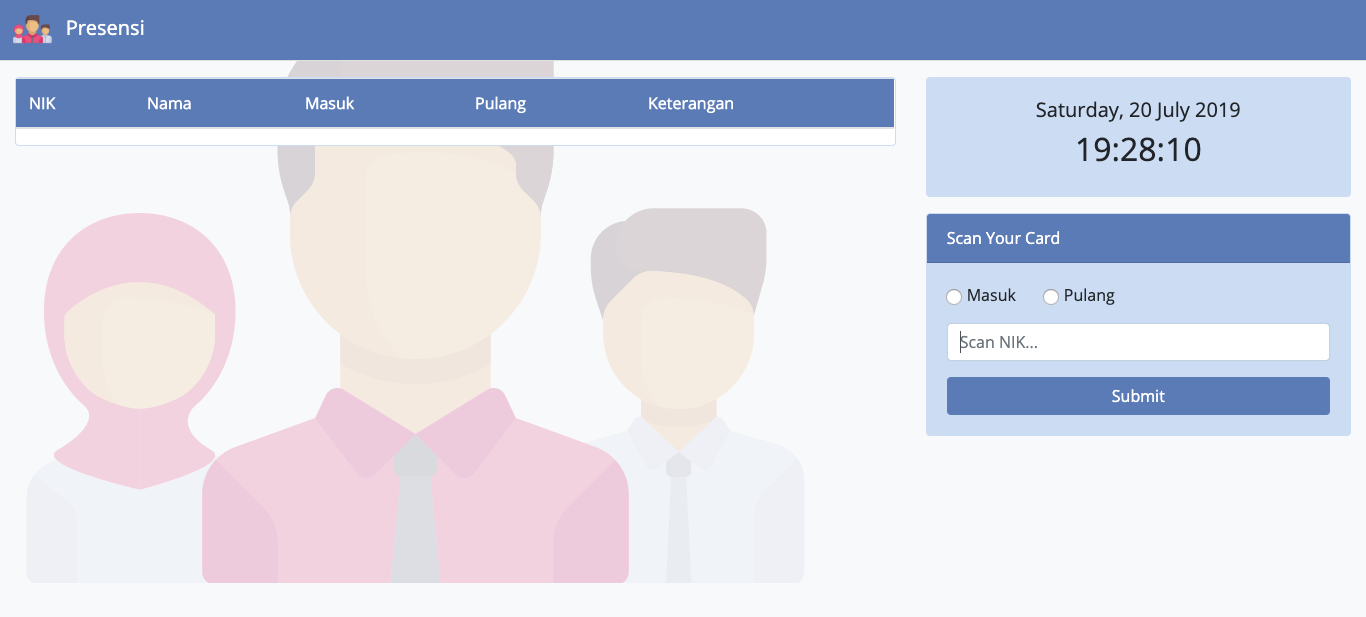 Presensi
NIK Nama Masuk Pulang Keterangan
Saturday, 20 July 2019
19:28:10
Scan Your Card
Masuk Pulang
Scan NIK...
Submit